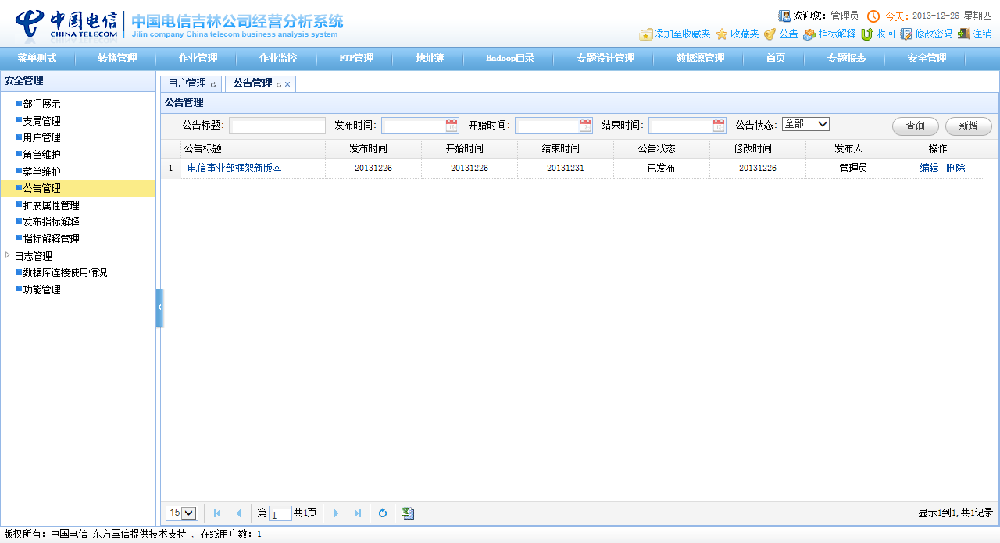 中国电信 CHINA TELECOM
中国电信吉林公司经营分析系统
Jilin company China telecom business analysis system
欢迎您：管理员 今天：2013-12-26 星期四
添加至收藏夹 收藏夹 公告 指标解释 收回 修改密码 注销
菜单测式 转换管理 作业管理 作业监控 FTP管理 地址薄 Hadoop目录 专题设计管理 数据源管理 首页 专题报表 安全管理
安全管理
部门展示
支局管理
用户管理
角色维护
菜单维护
公告管理
扩展属性管理
发布指标解释
指标解释管理
日志管理
数据库连接使用情况
功能管理
用户管理 公告管理
公告管理
公告标题： 发布时间： 开始时间： 结束时间： 公告状态： 全部 查询 新增
公告标题 发布时间 开始时间 结束时间 公告状态 修改时间 发布人 操作
1 电信事业部框架新版本 20131226 20131226 20131231 已发布 20131226 管理员 编辑 删除
15 第 1 共1页 显示1到1, 共1记录
版权所有：中国电信 东方国信提供技术支持 ，在线用户数：1